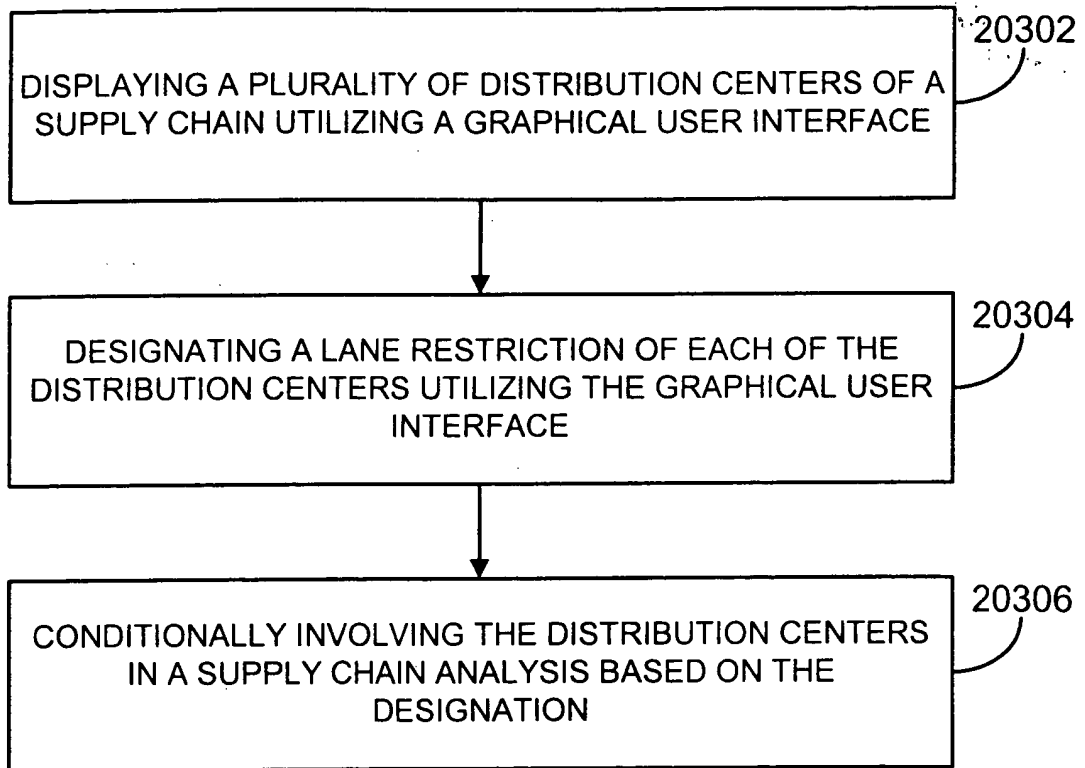 20302
DISPLAYING A PLURALITY OF DISTRIBUTION CENTERS OF A
SUPPLY CHAIN UTILIZING A GRAPHICAL USER INTERFACE
20304
DESIGNATING A LANE RESTRICTION OF EACH OF THE
DISTRIBUTION CENTERS UTILIZING THE GRAPHICAL USER
INTERFACE
20306
CONDITIONALLY INVOLVING THE DISTRIBUTION CENTERS
IN A SUPPLY CHAIN ANALYSIS BASED ON THE
DESIGNATION